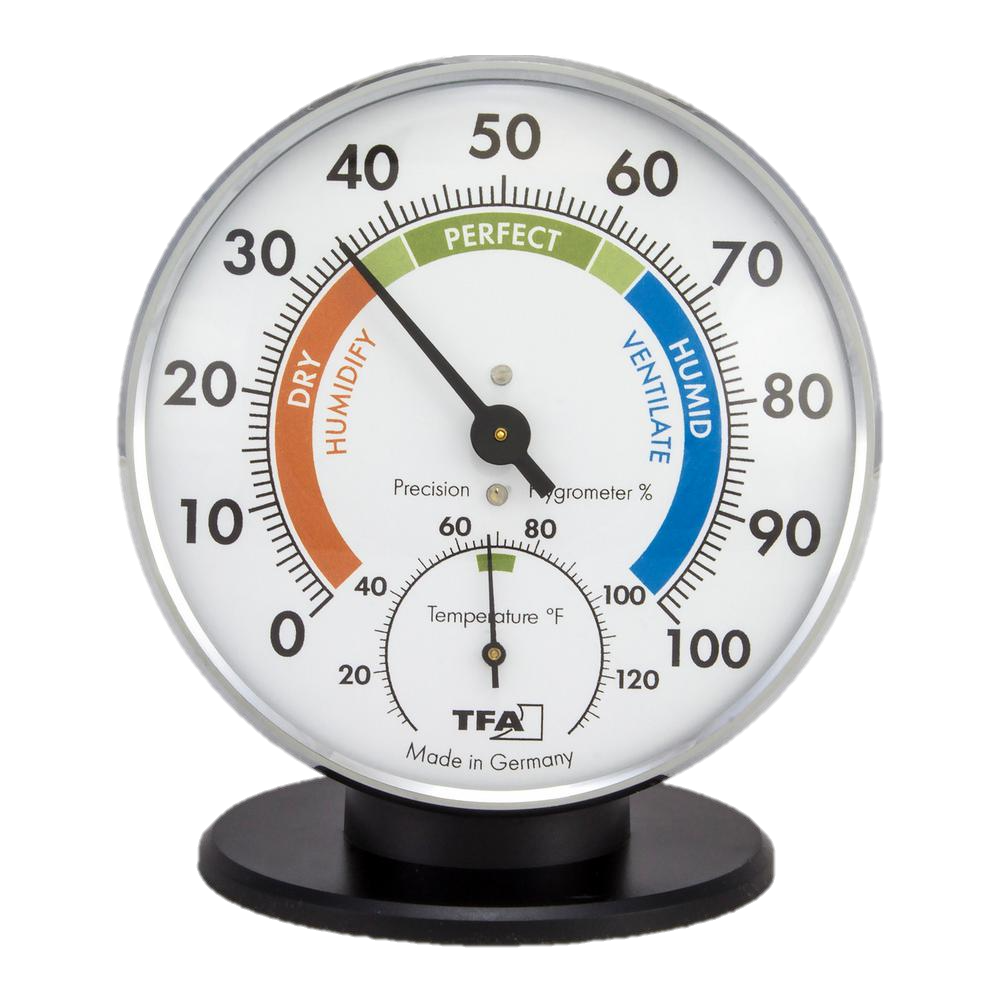 50
40
60
30
70
PERFECT
DRY
HUMIDIFY
HUMID
VENTILATE
20
80
Precision Hygrometer %
10
90
60
80
40
100
0
100
Temperature °F
20
120
TFA
Made in Germany